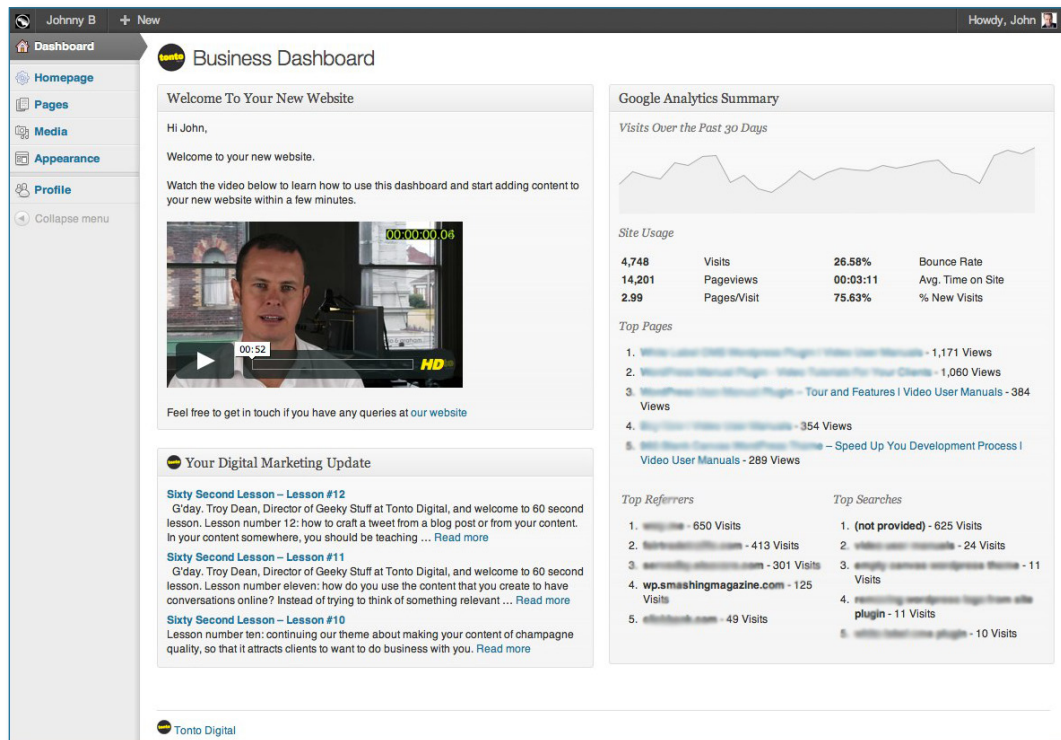 Johnny B
+ New
Howdy, John
Dashboard
Homepage
Pages
Media
Appearance
Profile
Collapse menu
tonto
Business Dashboard
Welcome To Your New Website
Hi John,
Welcome to your new website.
Watch the video below to learn how to use this dashboard and start adding content to
your new website within a few minutes.
00:00:00.06
00:52
HD
Feel free to get in touch if you have any queries at our website
Your Digital Marketing Update
Sixty Second Lesson – Lesson #12
G'day. Troy Dean, Director of Geeky Stuff at Tonto Digital, and welcome to 60 second
lesson. Lesson number 12: how to craft a tweet from a blog post or from your content.
In your content somewhere, you should be teaching … Read more
Sixty Second Lesson – Lesson #11
G'day. Troy Dean, Director of Geeky Stuff at Tonto Digital, and welcome to 60 second
lesson. Lesson number eleven: how do you use the content that you create to have
conversations online? Instead of trying to think of something relevant … Read more
Sixty Second Lesson – Lesson #10
Lesson number ten: continuing our theme about making your content of champagne
quality, so that it attracts clients to want to do business with you. Read more
Google Analytics Summary
Visits Over the Past 30 Days
Site Usage
4,748 Visits 26.58% Bounce Rate
14,201 Pageviews 00:03:11 Avg. Time on Site
2.99 Pages/Visit 75.63% % New Visits
Top Pages
1. - 1,171 Views
2. - 1,060 Views
3. – Tour and Features | Video User Manuals - 384
Views
4. - 354 Views
5. – Speed Up You Development Process |
Video User Manuals - 289 Views
Top Referrers
1. - 650 Visits
2. .com - 413 Visits
3. .com - 301 Visits
4. wp.smashingmagazine.com - 125
Visits
5. .com - 49 Visits
Top Searches
1. (not provided) - 625 Visits
2. - 24 Visits
3. - 11
Visits
4.
plugin - 11 Visits
5. - 10 Visits
Tonto Digital